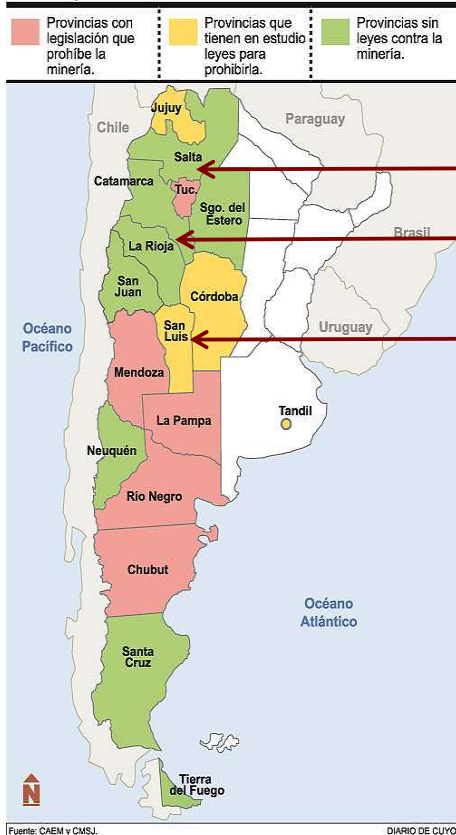 Provincias con
legislación que
prohíbe la
minería.
Provincias que
tienen en estudio
leyes para
prohibirla.
Provincias sin
leyes contra la
minería.
Jujuy
Paraguay
Chile
Salta
Catamarca
Tuc.
Sgo. del
Estero
Brasil
La Rioja
San
Juan
Córdoba
Océano
Pacífico
San
Luis
Uruguay
Mendoza
Tandil
La Pampa
Neuquén
Río Negro
Chubut
Océano
Atlántico
Santa
Cruz
Tierra
del Fuego
N
Fuente: CAEM y CMSJ.
DIARIO DE CUYO